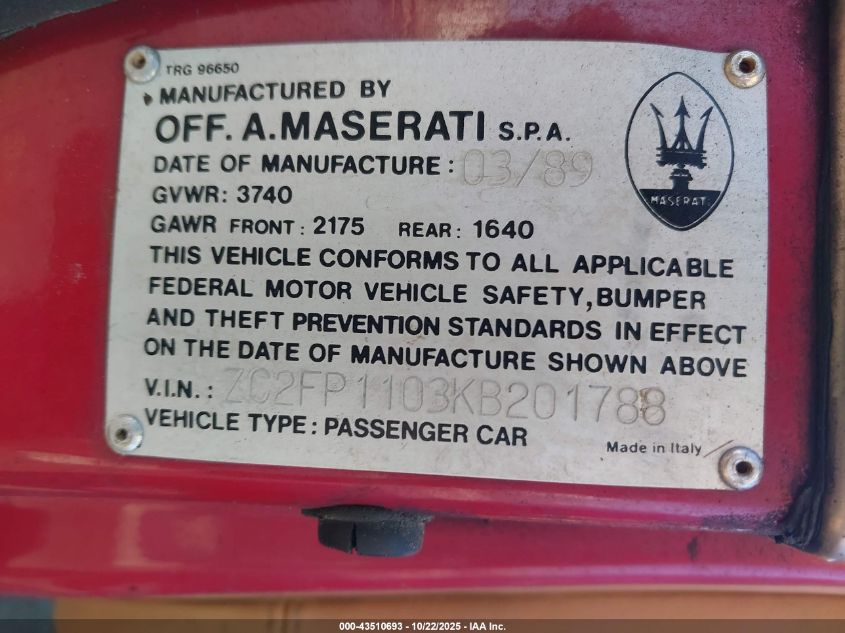 TRG 96650
MANUFACTURED BY
OFF. A.MASERATI S.P.A.
DATE OF MANUFACTURE: 03/89
GVWR: 3740
GAWR FRONT: 2175 REAR: 1640
THIS VEHICLE CONFORMS TO ALL APPLICABLE
FEDERAL MOTOR VEHICLE SAFETY, BUMPER
AND THEFT PREVENTION STANDARDS IN EFFECT
ON THE DATE OF MANUFACTURE SHOWN ABOVE
V.I.N.: ZC2FP1103KB201788
VEHICLE TYPE: PASSENGER CAR
Made in Italy
MASERATI
000-43510693 - 10/22/2025 - IAA Inc.